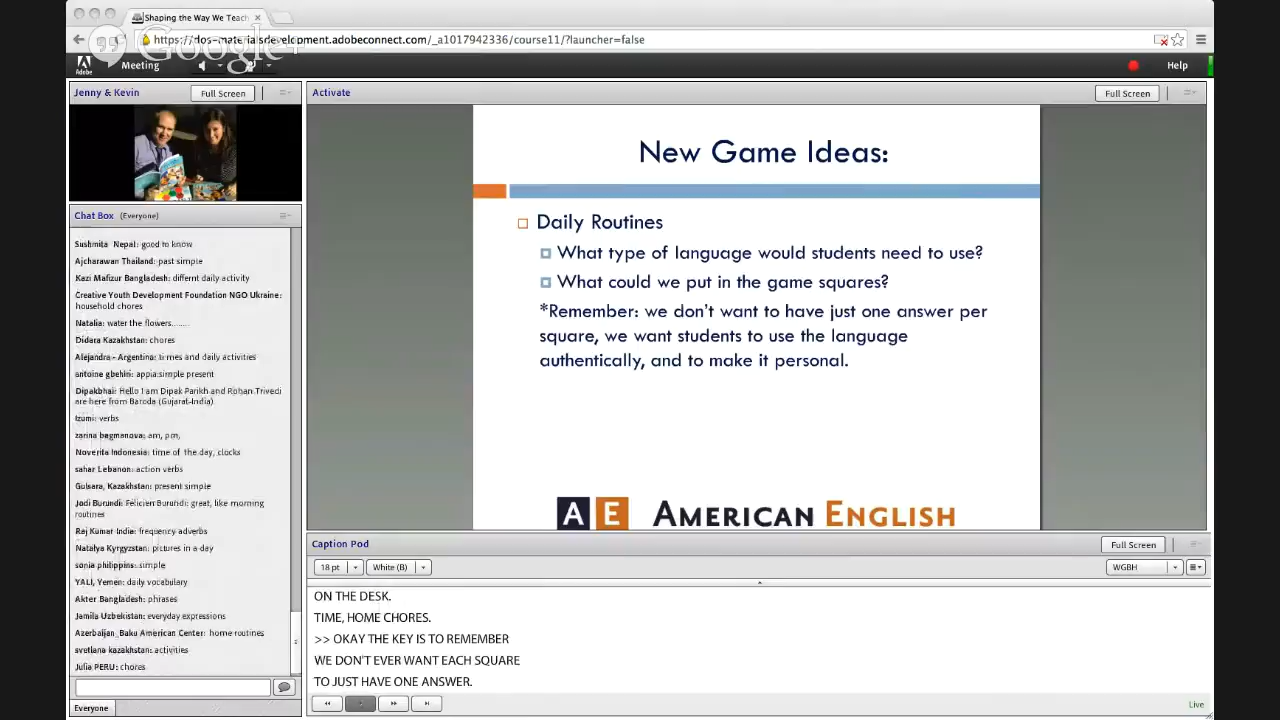 Shaping the Way We Teach
Google+
https://dos-materialsdevelopment.adobeconnect.com/_a1017942336/course11/?launcher=false
Adobe
Meeting
Help
Jenny & Kevin
Full Screen
Activate
Full Screen
New Game Ideas:
Daily Routines
What type of language would students need to use?
What could we put in the game squares?
*Remember: we don't want to have just one answer per
square, we want students to use the language
authentically, and to make it personal.
A E AMERICAN ENGLISH
Chat Box (Everyone)
Sushmita Nepal: good to know
Ajcharawan Thailand: past simple
Kazi Mafizur Bangladesh: differnt daily activity
Creative Youth Development Foundation NGO Ukraine:
household chores
Natalia: water the flowers........
Didara Kazakhstan: chores
Alejandra - Argentina: times and daily activities
antoine gbehiri: appia:simple present
Dipakbhai: Hello I am Dipak Parikh and Rohan Trivedi
are here from Baroda (Gujarat-India)
Izumi: verbs
zarina bagmanova: am, pm,
Noverita Indonesia: time of the day, clocks
sahar Lebanon: action verbs
Gulsara, Kazakhstan: present simple
Jodi Burundi: Félicien Burundi: great, like morning
routines
Raj Kumar India: frequency adverbs
Natalya Kyrgyzstan: pictures in a day
sonia philippins: simple
YALI, Yemen: daily vocabulary
Akter Bangladesh: phrases
Jamila Uzbekistan: everyday expressions
Azerbaijan_Baku American Center: home routines
svetlana kazakhstan: activities
Julia PERU: chores
Everyone
Caption Pod
Full Screen
18 pt
White (B)
WGBH
ON THE DESK.
TIME, HOME CHORES.
>> OKAY THE KEY IS TO REMEMBER
WE DON'T EVER WANT EACH SQUARE
TO JUST HAVE ONE ANSWER.
Live